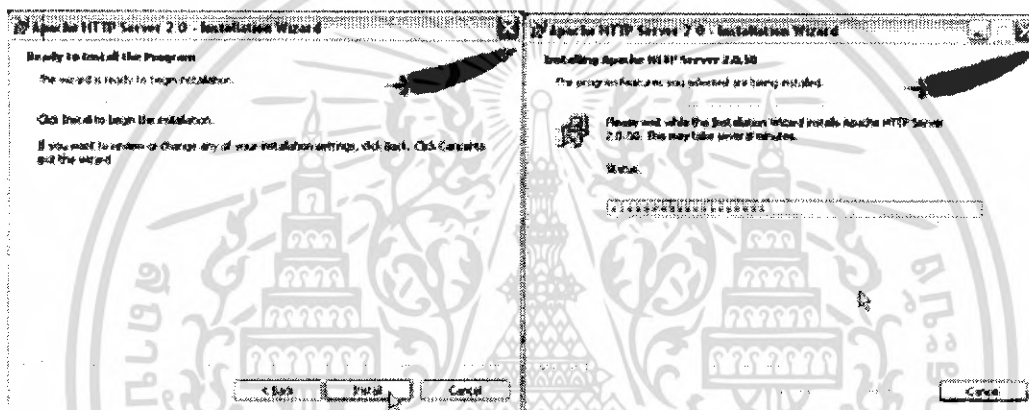 Apache HTTP Server 2.0 - Installation Wizard
Ready to Install the Program
The wizard is ready to begin installation.
Click Install to begin the installation.
If you want to review or change any of your installation settings, click Back. Click Cancel to
exit the wizard.
< Back
Install
Cancel
Apache HTTP Server 2.0 - Installation Wizard
Installing Apache HTTP Server 2.0.50
The program features you selected are being installed.
Please wait while the Installation Wizard installs Apache HTTP Server
2.0.50. This may take several minutes.
Status:
Cancel